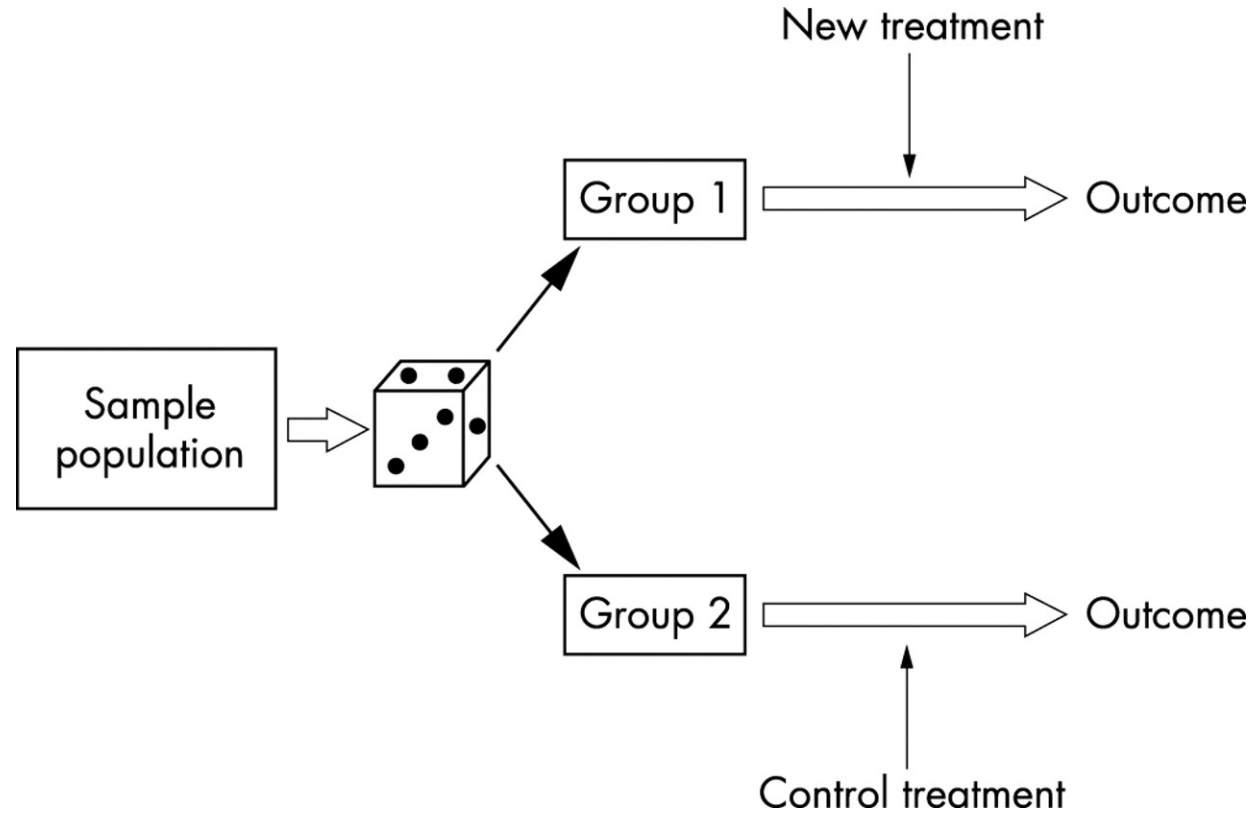 New treatment
Group 1
Outcome
Sample
population
Group 2
Outcome
Control treatment